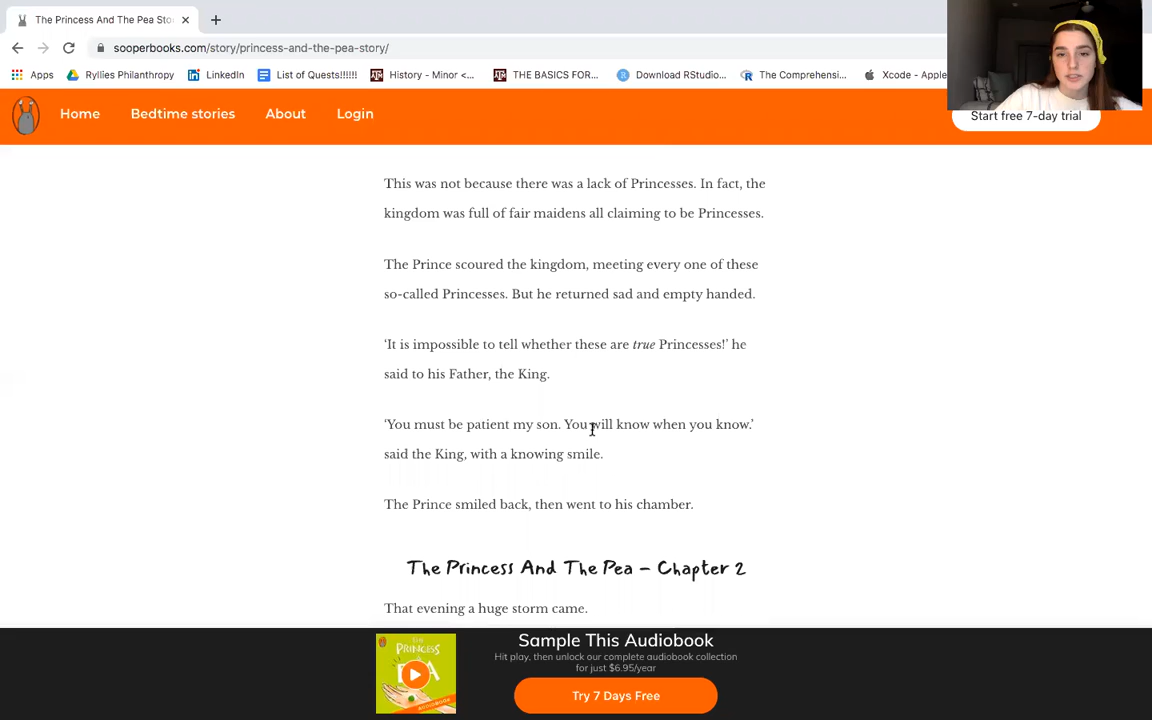 The Princess And The Pea Sto
sooperbooks.com/story/princess-and-the-pea-story/
Apps
Ryllies Philanthropy
LinkedIn
List of Quests!!!!!!
History - Minor <...
THE BASICS FOR...
Download RStudio...
The Comprehensi...
Xcode - Apple
Home
Bedtime stories
About
Login
Start free 7-day trial
This was not because there was a lack of Princesses. In fact, the
kingdom was full of fair maidens all claiming to be Princesses.
The Prince scoured the kingdom, meeting every one of these
so-called Princesses. But he returned sad and empty handed.
‘It is impossible to tell whether these are true Princesses!’ he
said to his Father, the King.
‘You must be patient my son. You will know when you know.’
said the King, with a knowing smile.
The Prince smiled back, then went to his chamber.
The Princess And The Pea – Chapter 2
That evening a huge storm came.
THE
PRINCESS
PEA
AUDIOBOOK
Sample This Audiobook
Hit play, then unlock our complete audiobook collection
for just $6.95/year
Try 7 Days Free